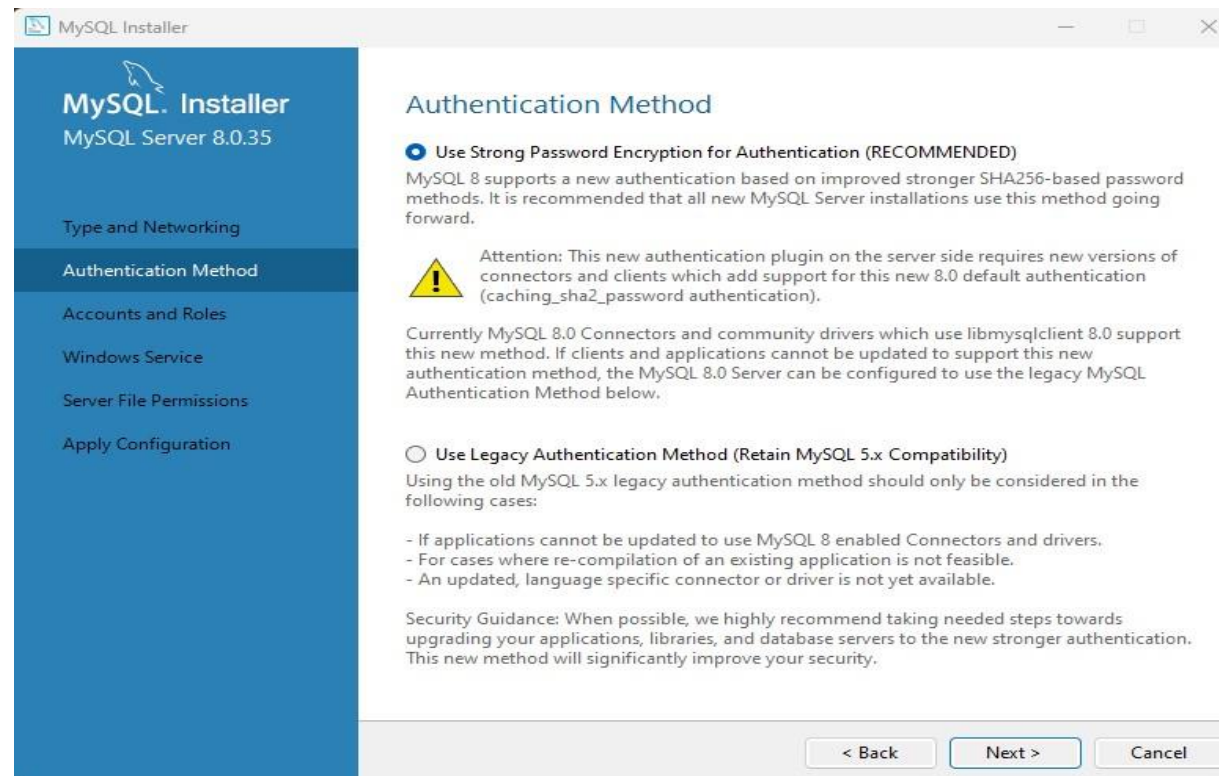 MySQL Installer
MySQL. Installer
MySQL Server 8.0.35
Type and Networking
Authentication Method
Accounts and Roles
Windows Service
Server File Permissions
Apply Configuration
Authentication Method
Use Strong Password Encryption for Authentication (RECOMMENDED)
MySQL 8 supports a new authentication based on improved stronger SHA256-based password
methods. It is recommended that all new MySQL Server installations use this method going
forward.
Attention: This new authentication plugin on the server side requires new versions of
connectors and clients which add support for this new 8.0 default authentication
(caching_sha2_password authentication).
Currently MySQL 8.0 Connectors and community drivers which use libmysqlclient 8.0 support
this new method. If clients and applications cannot be updated to support this new
authentication method, the MySQL 8.0 Server can be configured to use the legacy MySQL
Authentication Method below.
Use Legacy Authentication Method (Retain MySQL 5.x Compatibility)
Using the old MySQL 5.x legacy authentication method should only be considered in the
following cases:
- If applications cannot be updated to use MySQL 8 enabled Connectors and drivers.
- For cases where re-compilation of an existing application is not feasible.
- An updated, language specific connector or driver is not yet available.
Security Guidance: When possible, we highly recommend taking needed steps towards
upgrading your applications, libraries, and database servers to the new stronger authentication.
This new method will significantly improve your security.
< Back
Next >
Cancel